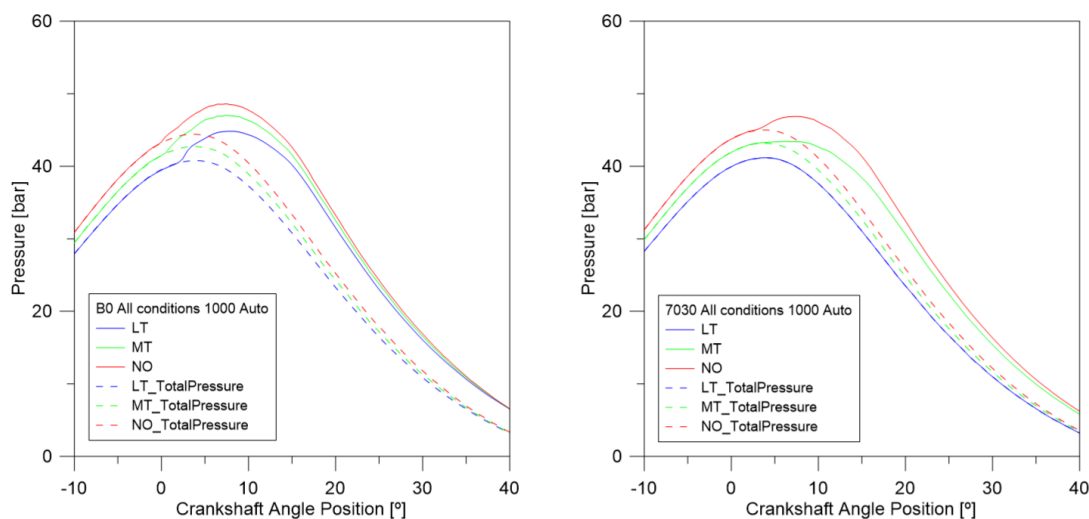 60
40
20
0
Pressure [bar]
-10 0 10 20 30 40
Crankshaft Angle Position [º]
B0 All conditions 1000 Auto
LT
MT
NO
LT_TotalPressure
MT_TotalPressure
NO_TotalPressure
60
40
20
0
Pressure [bar]
-10 0 10 20 30 40
Crankshaft Angle Position [º]
7030 All conditions 1000 Auto
LT
MT
NO
LT_TotalPressure
MT_TotalPressure
NO_TotalPressure